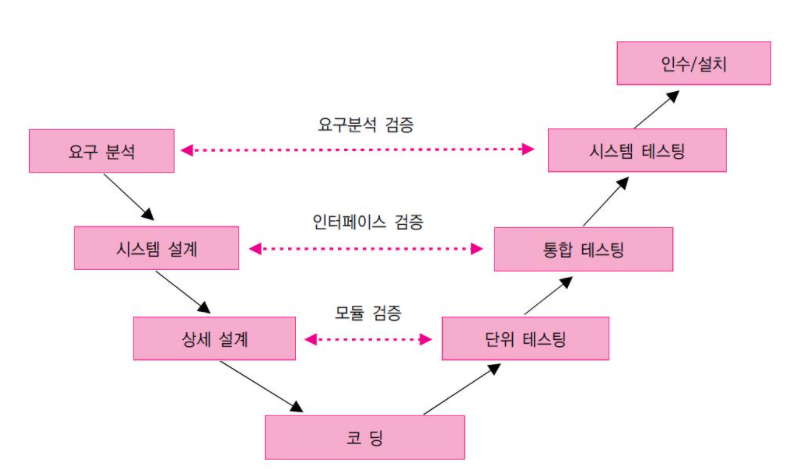 인수/설치
요구분석 검증
요구 분석
시스템 테스팅
인터페이스 검증
시스템 설계
통합 테스팅
모듈 검증
상세 설계
단위 테스팅
코 딩